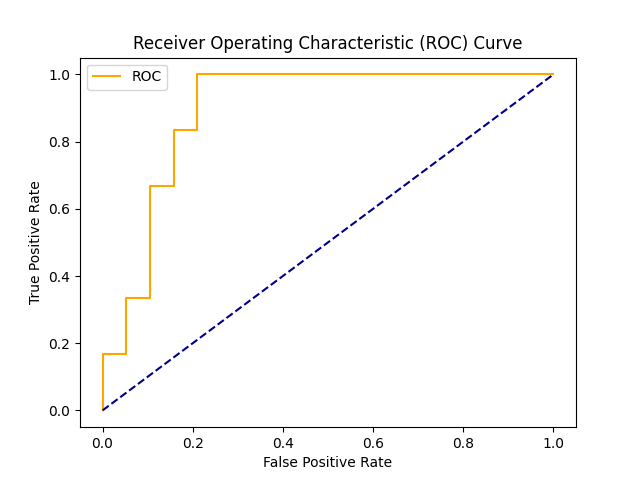 Receiver Operating Characteristic (ROC) Curve
ROC
True Positive Rate
1.0
0.8
0.6
0.4
0.2
0.0
0.0 0.2 0.4 0.6 0.8 1.0
False Positive Rate